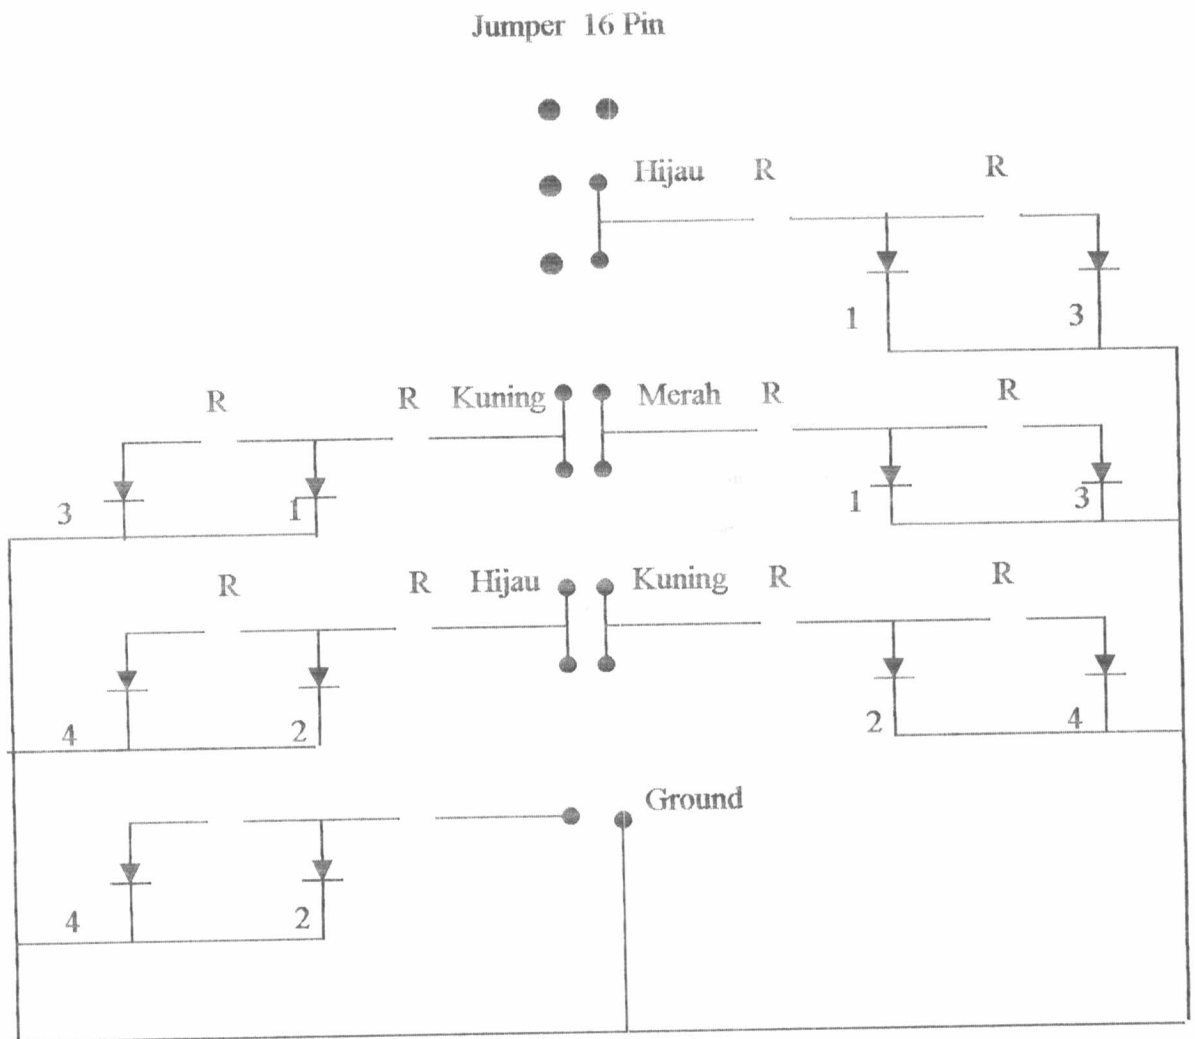 Jumper 16 Pin
Hijau R R
1 3
R R Kuning Merah R R
3 1 1 3
R R Hijau Kuning R R
4 2 2 4
Ground
4 2